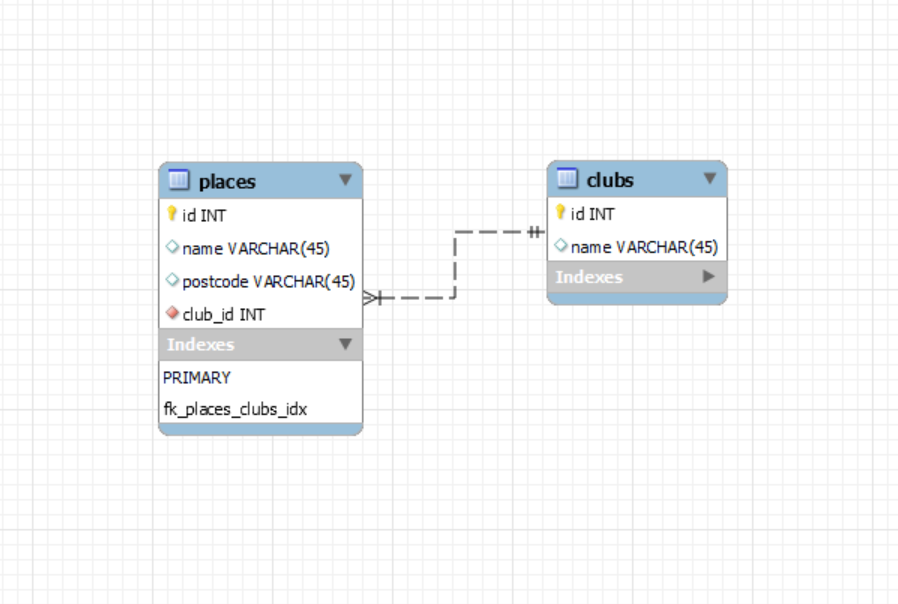 places
id INT
name VARCHAR(45)
postcode VARCHAR(45)
club_id INT
Indexes
PRIMARY
fk_places_clubs_idx
clubs
id INT
name VARCHAR(45)
Indexes